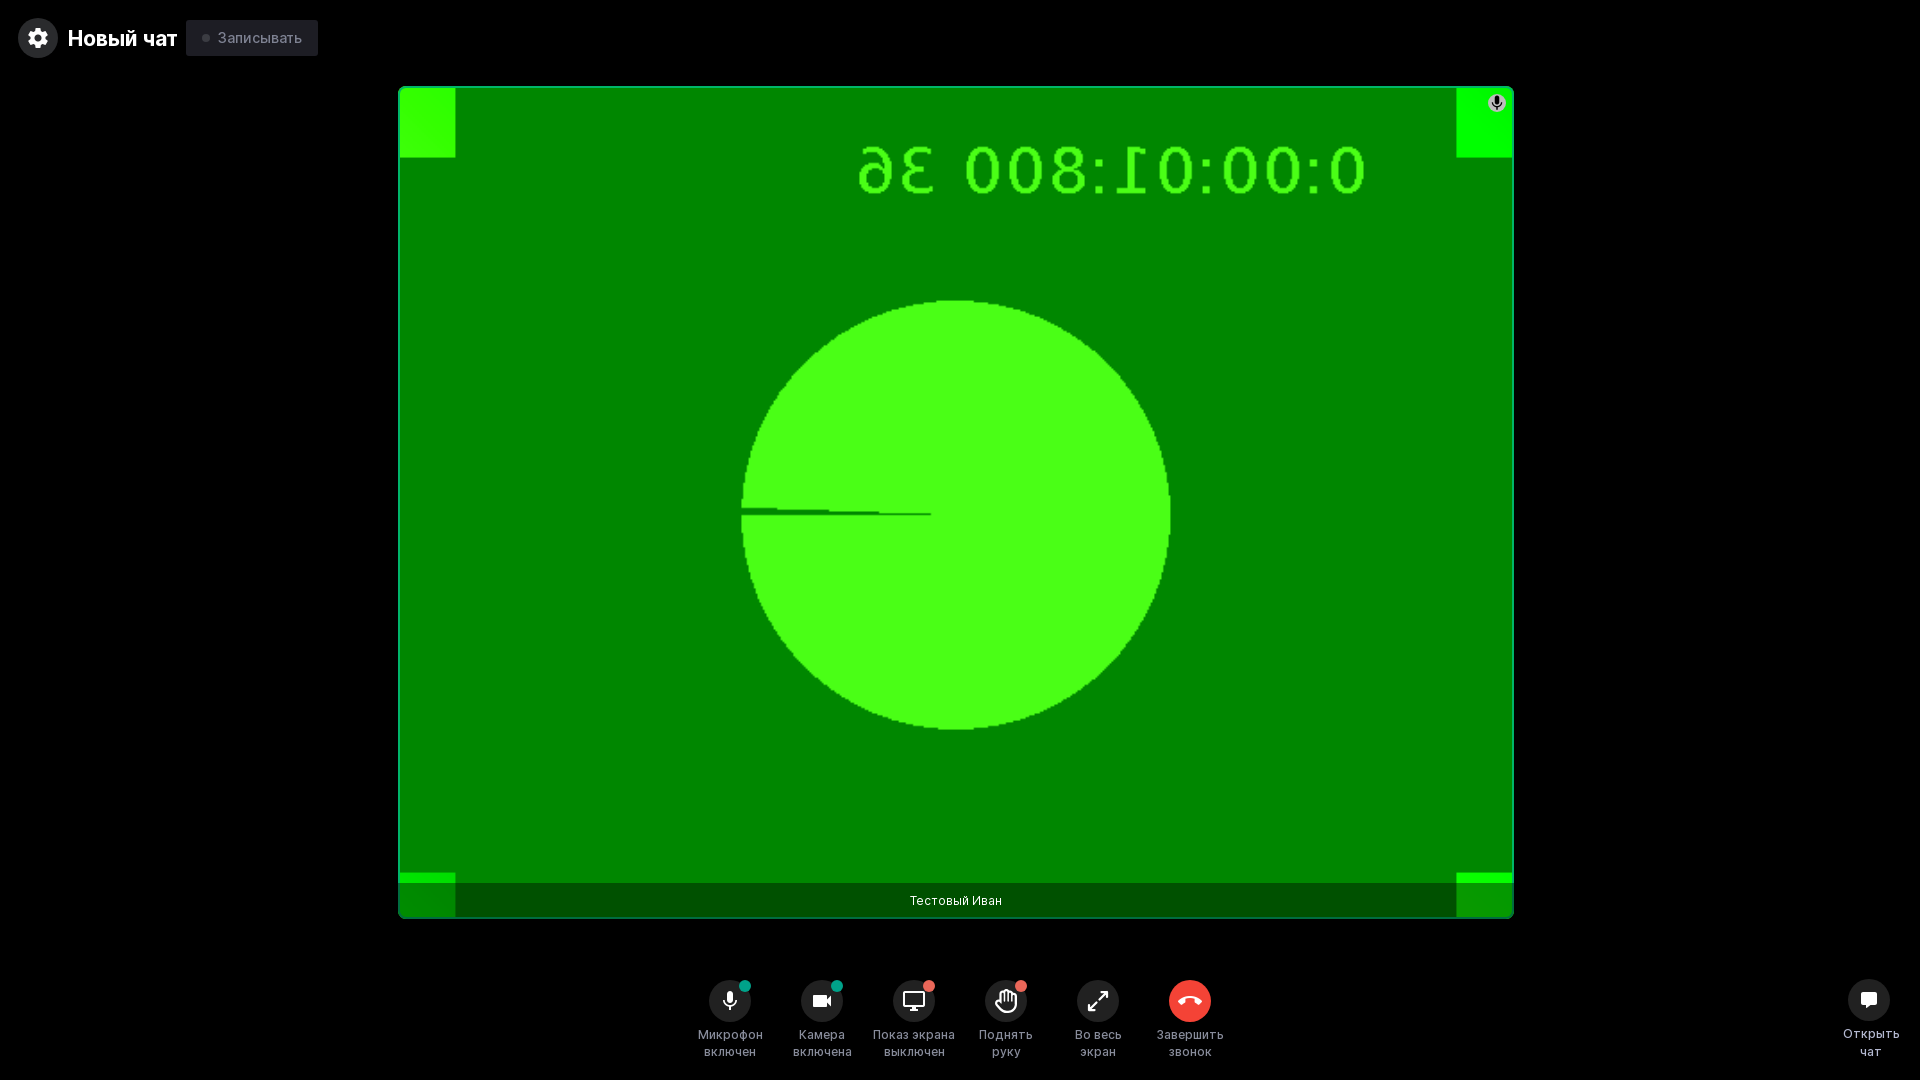 Новый чат
Записывать
0:00:01:800 36
Тестовый Иван
Микрофон включен
Камера включена
Показ экрана выключен
Поднять руку
Во весь экран
Завершить звонок
Открыть чат